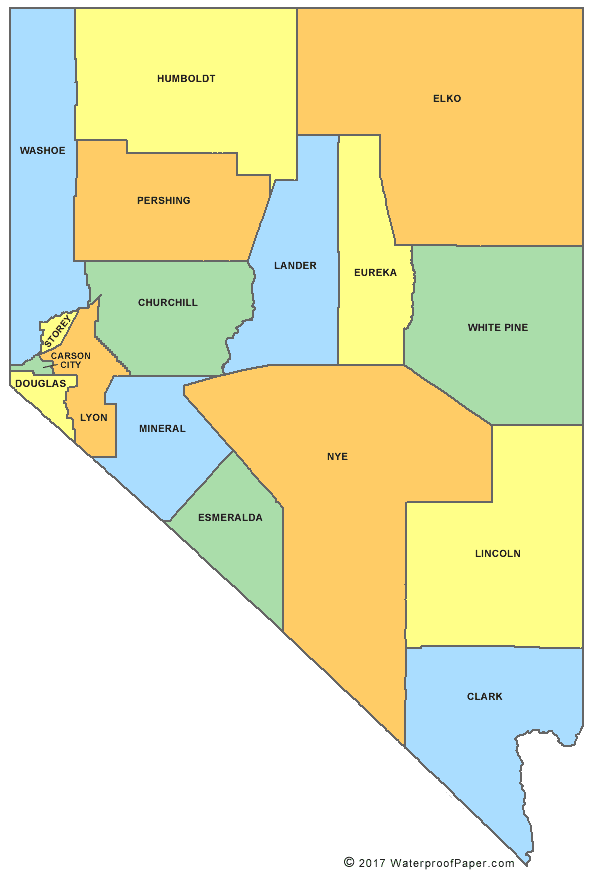 HUMBOLDT
ELKO
WASHOE
PERSHING
LANDER
EUREKA
CHURCHILL
WHITE PINE
STOREY
CARSON
CITY
DOUGLAS
LYON
MINERAL
NYE
ESMERALDA
LINCOLN
CLARK
© 2017 WaterproofPaper.com